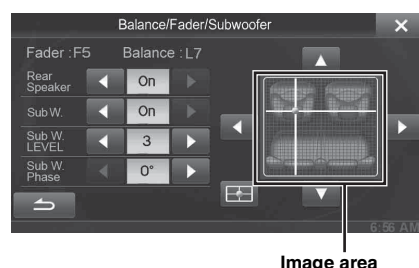 Balance/Fader/Subwoofer
Fader :F5 Balance :L7
Rear Speaker On
Sub W. On
Sub W. LEVEL 3
Sub W. Phase 0°
6:56 AM
Image area